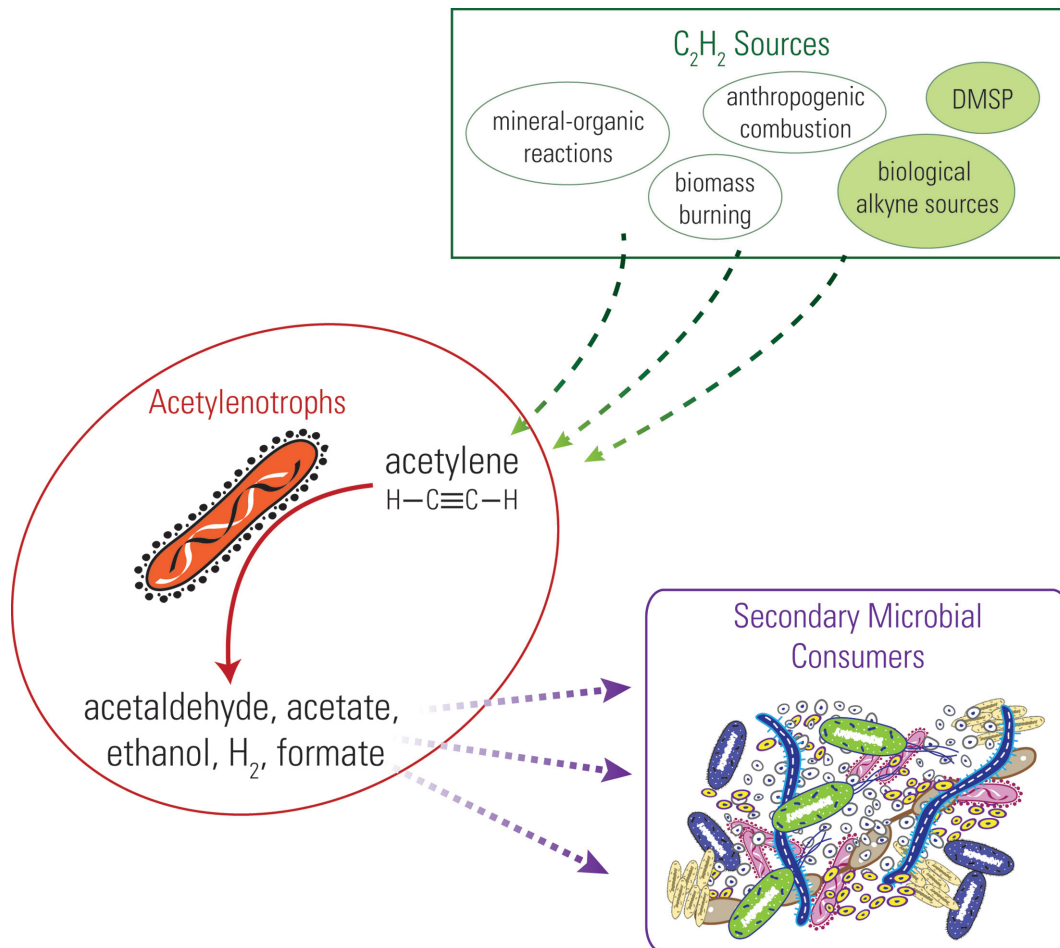 C₂H₂ Sources
mineral-organic
reactions
anthropogenic
combustion
DMSP
biomass
burning
biological
alkyne sources
Acetylenotrophs
acetylene
H–C≡C–H
acetaldehyde, acetate,
ethanol, H₂, formate
Secondary Microbial
Consumers